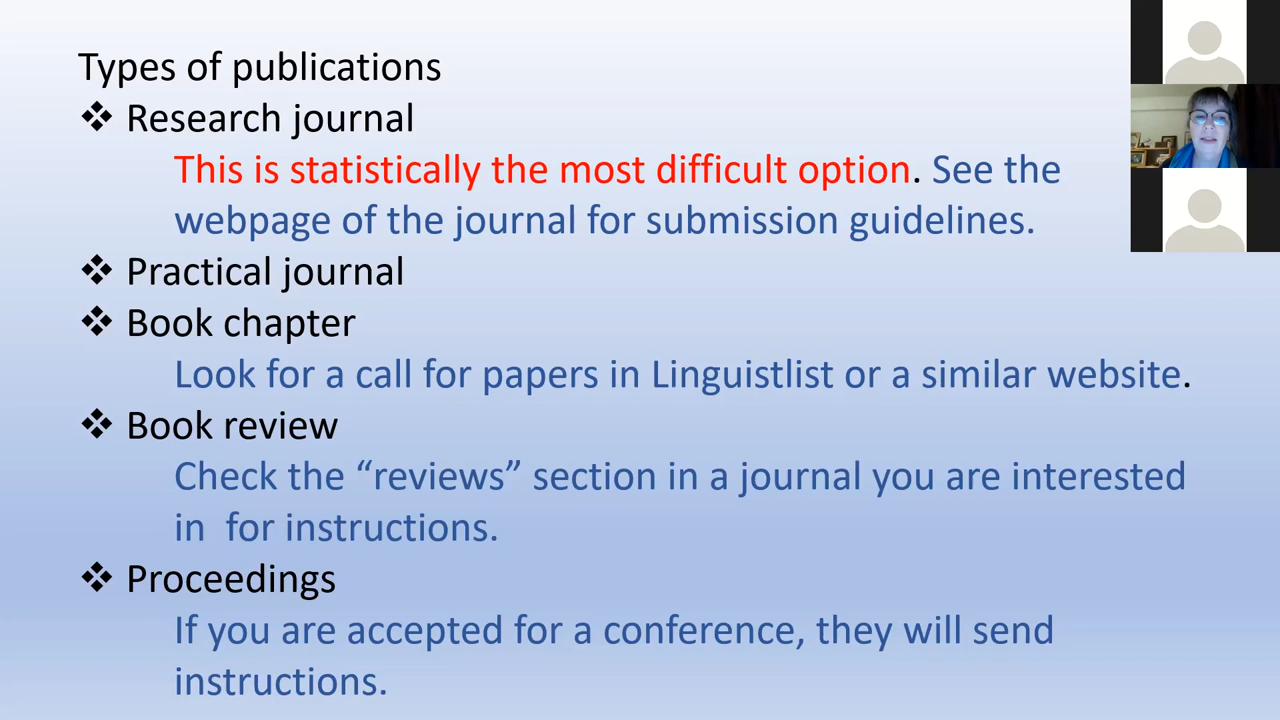 Types of publications
❖ Research journal
This is statistically the most difficult option. See the
webpage of the journal for submission guidelines.
❖ Practical journal
❖ Book chapter
Look for a call for papers in Linguistlist or a similar website.
❖ Book review
Check the “reviews” section in a journal you are interested
in  for instructions.
❖ Proceedings
If you are accepted for a conference, they will send
instructions.